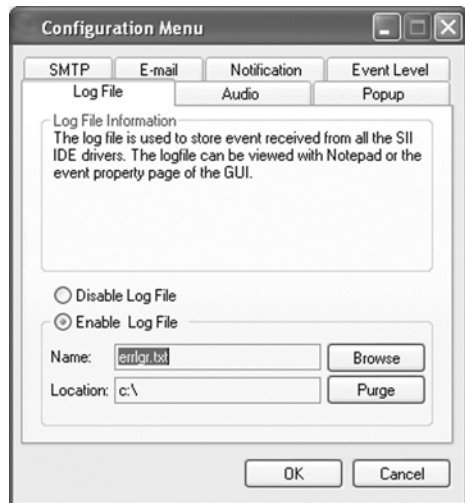 Configuration Menu
SMTP E-mail Notification Event Level
Log File Audio Popup
Log File Information
The log file is used to store event received from all the SII
IDE drivers. The logfile can be viewed with Notepad or the
event property page of the GUI.
Disable Log File
Enable Log File
Name: errlgr.txt Browse
Location: c:\ Purge
OK Cancel